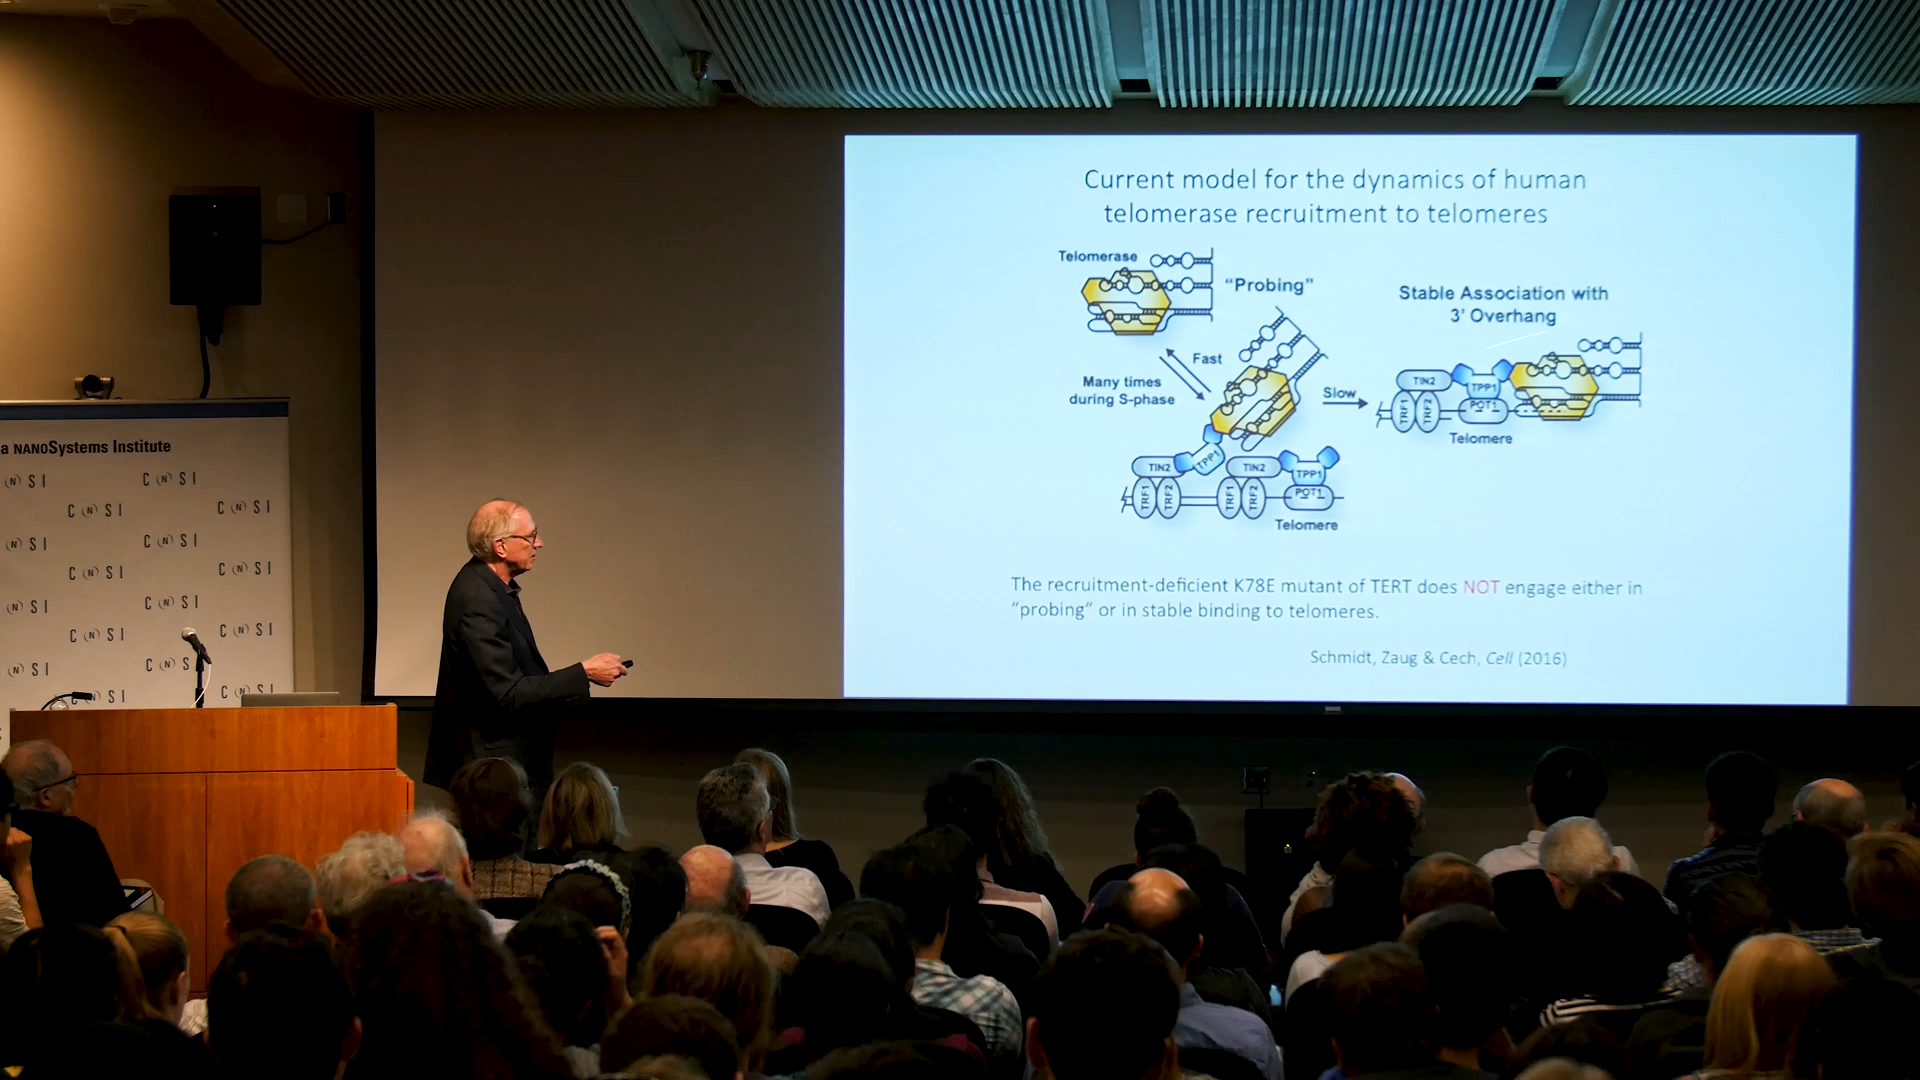 Current model for the dynamics of human
telomerase recruitment to telomeres
Telomerase
“Probing”
Stable Association with
3' Overhang
Fast
Many times
during S-phase
Slow
TIN2
TPP1
TRF1
TRF2
POT1
Telomere
TIN2
TPP1
TIN2
TPP1
TRF1
TRF2
TRF1
TRF2
POT1
Telomere
The recruitment-deficient K78E mutant of TERT does NOT engage either in
“probing” or in stable binding to telomeres.
Schmidt, Zaug & Cech, Cell (2016)
a NANOSystems Institute
(N) S I
C (N) S I
C (N) S I
C (N) S I
(N) S I
C (N) S I
C (N) S I
C (N) S I
(N) S I
C (N) S I
C (N) S I
C (N) S I
(N) S I
C (N) S
C (N) S I
C (N) S I